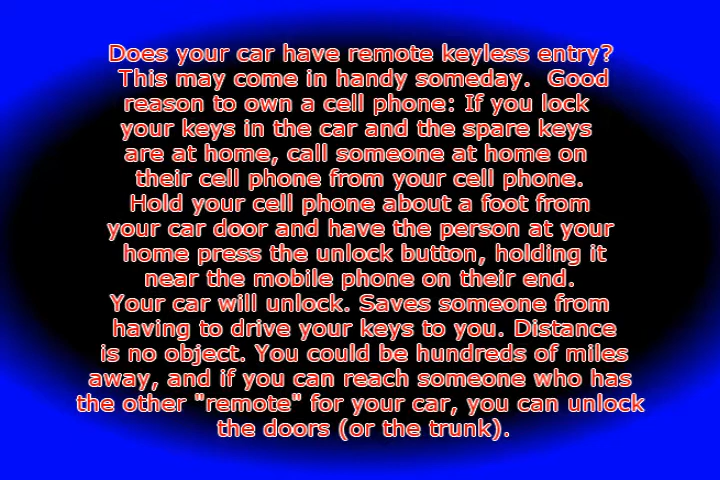 Does your car have remote keyless entry?
This may come in handy someday.  Good
reason to own a cell phone: If you lock
your keys in the car and the spare keys
are at home, call someone at home on
their cell phone from your cell phone.
Hold your cell phone about a foot from
your car door and have the person at your
home press the unlock button, holding it
near the mobile phone on their end.
Your car will unlock. Saves someone from
having to drive your keys to you. Distance
is no object. You could be hundreds of miles
away, and if you can reach someone who has
the other "remote" for your car, you can unlock
the doors (or the trunk).